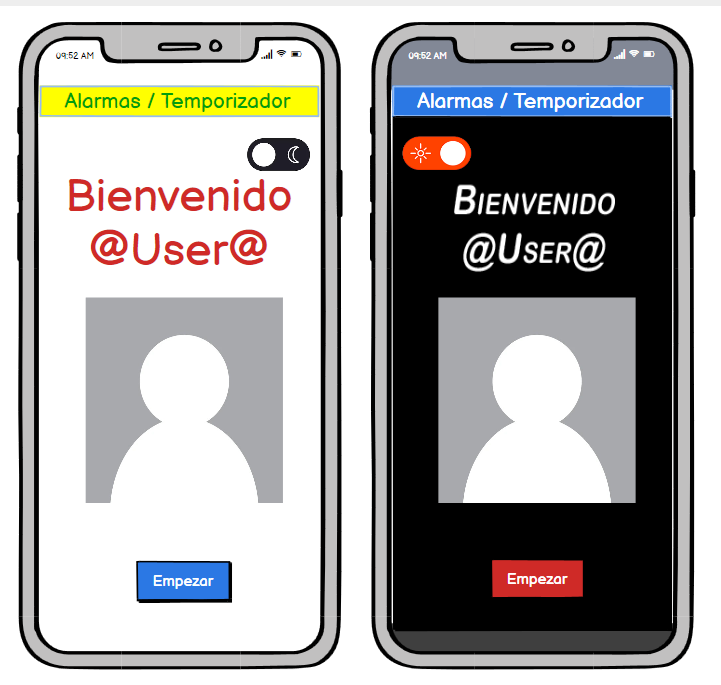 09:52 AM
Alarmas / Temporizador
Bienvenido
@User@
Empezar
09:52 AM
Alarmas / Temporizador
BIENVENIDO
@USER@
Empezar